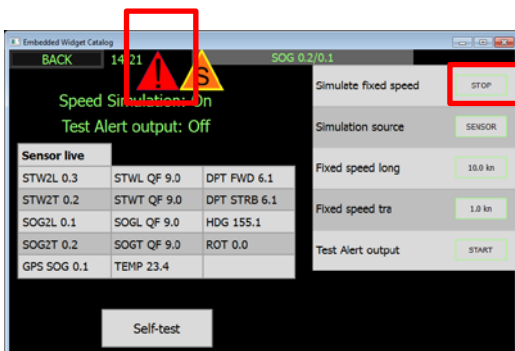 Embedded Widget Catalog
BACK 14:21 SOG 0.2/0.1
S
Speed Simulation: On
Test Alert output: Off
Simulate fixed speed STOP
Simulation source SENSOR
Fixed speed long 10.0 kn
Fixed speed tra 1.0 kn
Test Alert output START
Sensor live
STW2L 0.3 STWL QF 9.0 DPT FWD 6.1
STW2T 0.2 STWT QF 9.0 DPT STRB 6.1
SOG2L 0.1 SOGL QF 9.0 HDG 155.1
SOG2T 0.2 SOGT QF 9.0 ROT 0.0
GPS SOG 0.1 TEMP 23.4
Self-test